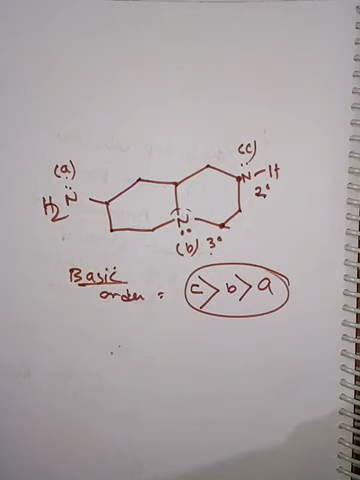 (c)
(a)
N-H
2°
H2N
N
(b) 3°
Basic
order = c > b > a